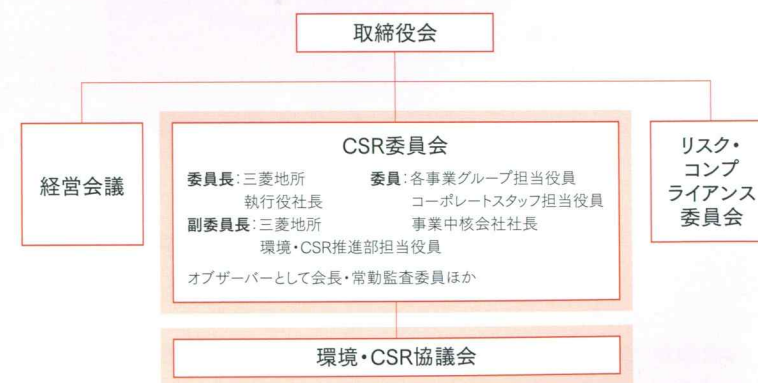 取締役会
経営会議
CSR委員会
委員長:三菱地所
執行役社長
副委員長:三菱地所
環境・CSR推進部担当役員
委員:各事業グループ担当役員
コーポレートスタッフ担当役員
事業中核会社社長
オブザーバーとして会長・常勤監査委員ほか
リスク・
コンプ
ライアンス
委員会
環境・CSR協議会